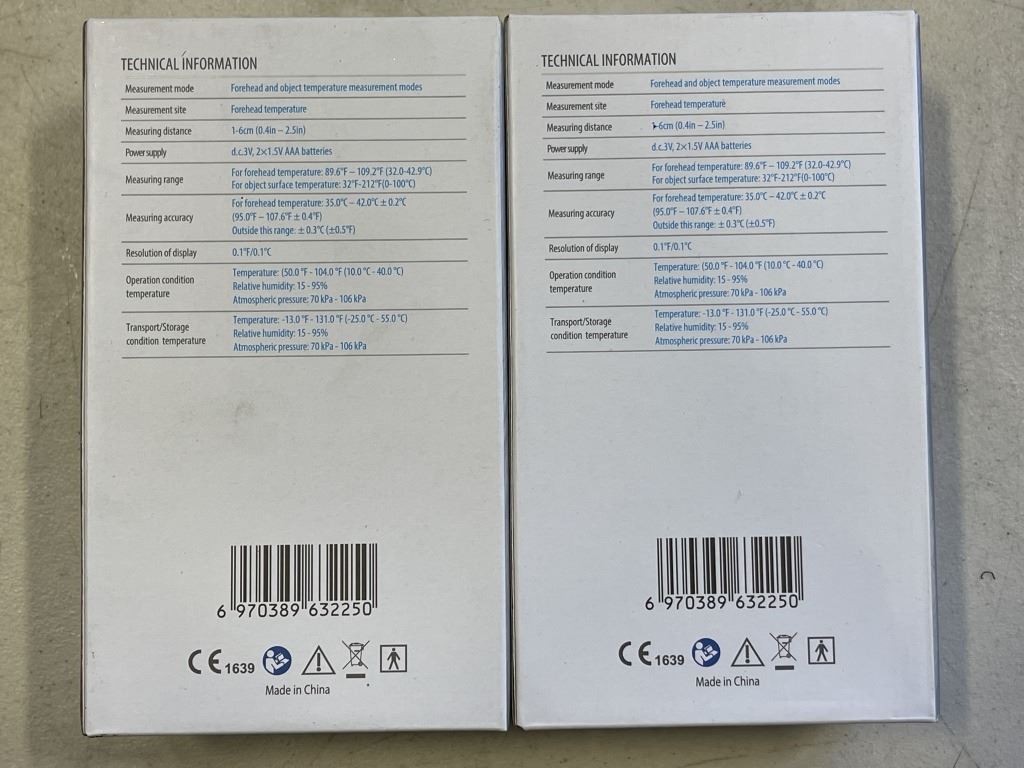 TECHNICAL INFORMATION
Measurement mode Forehead and object temperature measurement modes
Measurement site Forehead temperature
Measuring distance 1-6cm (0.4in – 2.5in)
Power supply d.c.3V, 2×1.5V AAA batteries
Measuring range For forehead temperature: 89.6°F – 109.2°F (32.0-42.9°C)
For object surface temperature: 32°F-212°F(0-100°C)
Measuring accuracy For forehead temperature: 35.0°C – 42.0°C ± 0.2°C
(95.0°F – 107.6°F ± 0.4°F)
Outside this range: ± 0.3°C (±0.5°F)
Resolution of display 0.1°F/0.1°C
Operation condition temperature Temperature: (50.0 °F - 104.0 °F (10.0 °C - 40.0 °C)
Relative humidity: 15 - 95%
Atmospheric pressure: 70 kPa - 106 kPa
Transport/Storage condition temperature Temperature: -13.0 °F - 131.0 °F (-25.0 °C - 55.0 °C)
Relative humidity: 15 - 95%
Atmospheric pressure: 70 kPa - 106 kPa
6 970389 632250
CE 1639
Made in China
TECHNICAL INFORMATION
Measurement mode Forehead and object temperature measurement modes
Measurement site Forehead temperature
Measuring distance -6cm (0.4in – 2.5in)
Power supply d.c.3V, 2×1.5V AAA batteries
Measuring range For forehead temperature: 89.6°F – 109.2°F (32.0-42.9°C)
For object surface temperature: 32°F-212°F(0-100°C)
Measuring accuracy For forehead temperature: 35.0°C – 42.0°C ± 0.2°C
(95.0°F – 107.6°F ± 0.4°F)
Outside this range: ± 0.3°C (±0.5°F)
Resolution of display 0.1°F/0.1°C
Operation condition temperature Temperature: (50.0 °F - 104.0 °F (10.0 °C - 40.0 °C)
Relative humidity: 15 - 95%
Atmospheric pressure: 70 kPa - 106 kPa
Transport/Storage condition temperature Temperature: -13.0 °F - 131.0 °F (-25.0 °C - 55.0 °C)
Relative humidity: 15 - 95%
Atmospheric pressure: 70 kPa - 106 kPa
6 970389 632250
CE 1639
Made in China